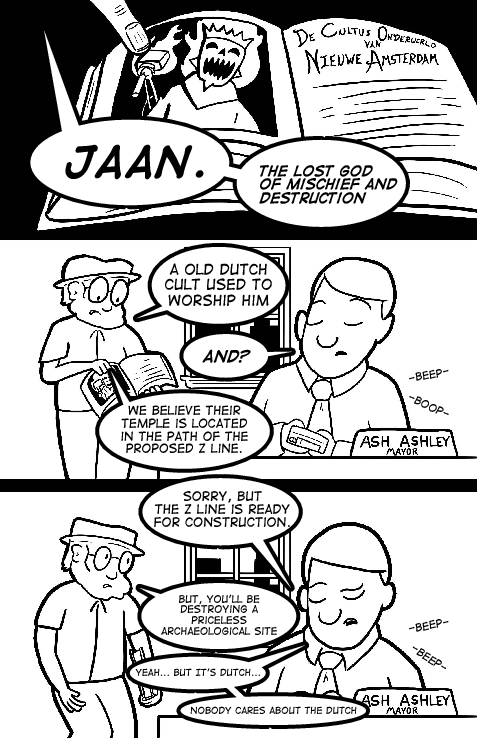 DE CULTUS ONDERWERLD
VAN
NIEUWE AMSTERDAM
JAAN.
THE LOST GOD
OF MISCHIEF AND
DESTRUCTION
A OLD DUTCH
CULT USED TO
WORSHIP HIM
AND?
-BEEP-
-BOOP-
WE BELIEVE THEIR
TEMPLE IS LOCATED
IN THE PATH OF THE
PROPOSED Z LINE.
ASH ASHLEY
MAYOR
SORRY, BUT
THE Z LINE IS READY
FOR CONSTRUCTION.
BUT, YOU'LL BE
DESTROYING A
PRICELESS
ARCHAEOLOGICAL SITE
-BEEP-
-BEEP-
YEAH... BUT IT'S DUTCH...
NOBODY CARES ABOUT THE DUTCH
ASH ASHLEY
MAYOR